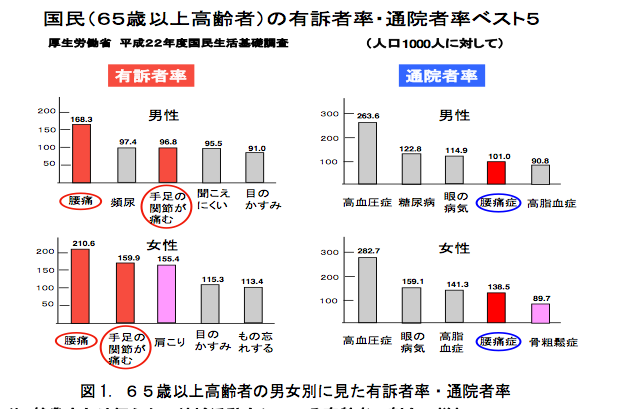 国民(65歳以上高齢者)の有訴者率・通院者率ベスト5
厚生労働省 平成22年度国民生活基礎調査
(人口1000人に対して)
有訴者率
男性
200
150
100
50
168.3
97.4
96.8
95.5
91.0
腰痛
頻尿
手足の
関節が
痛む
聞こえ
にくい
目の
かすみ
女性
200
150
100
50
210.6
159.9
155.4
115.3
113.4
腰痛
手足の
関節が
痛む
肩こり
目の
かすみ
もの忘
れする
通院者率
男性
300
200
100
263.6
122.8
114.9
101.0
90.8
高血圧症
糖尿病
眼の
病気
腰痛症
高脂血症
女性
300
200
100
282.7
159.1
141.3
138.5
89.7
高血圧症
眼の
病気
高脂
血症
腰痛症
骨粗鬆症
図1. 65歳以上高齢者の男女別に見た有訴者率・通院者率